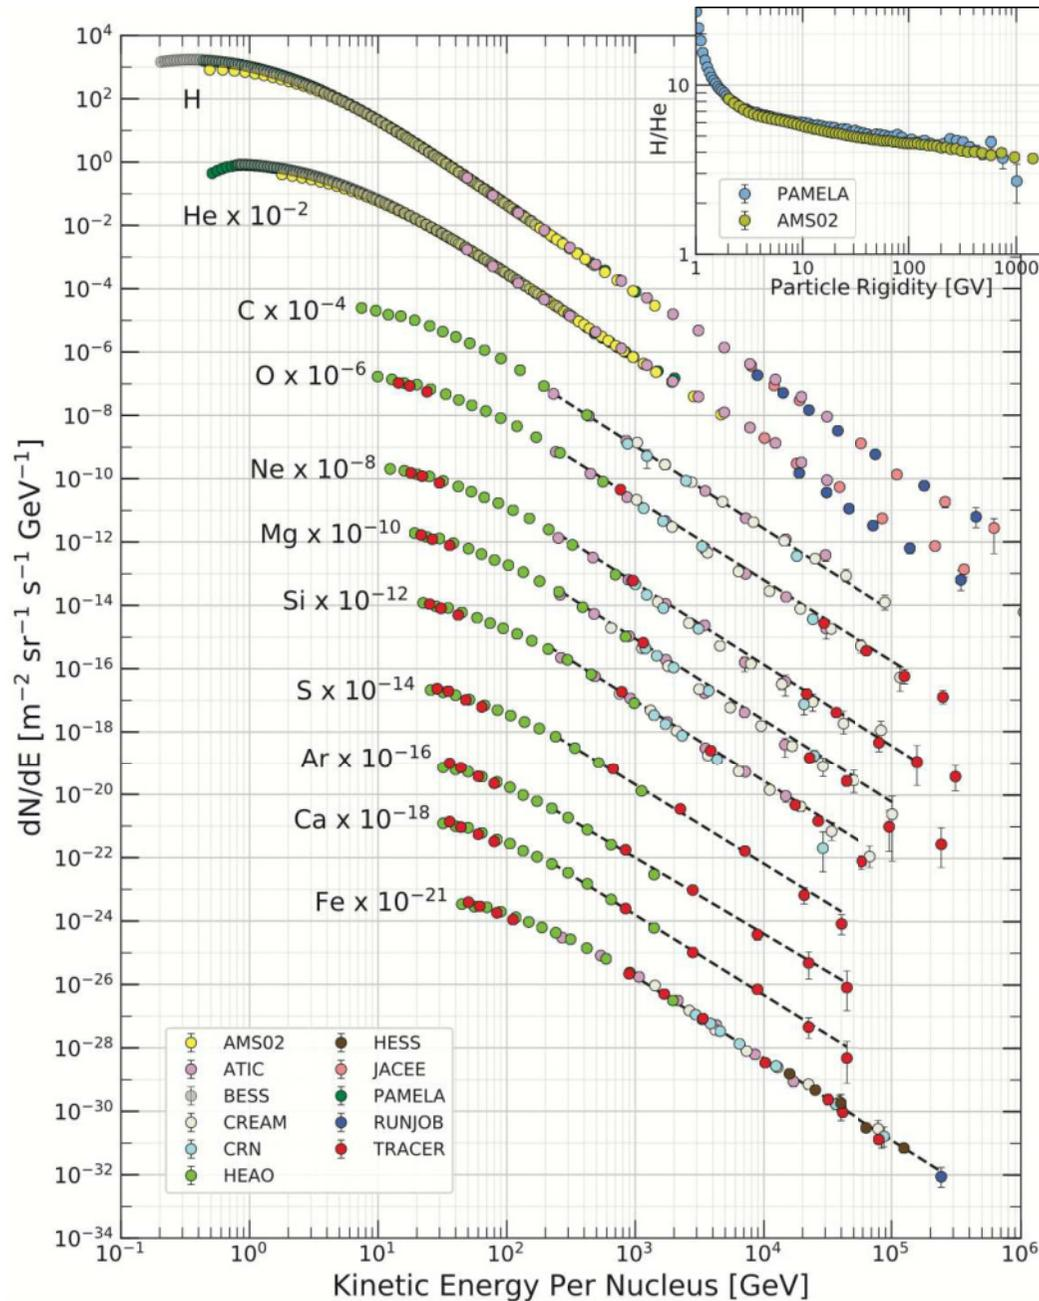 10^4
10^2
10^0
10^−2
10^−4
10^−6
10^−8
10^−10
10^−12
10^−14
10^−16
10^−18
10^−20
10^−22
10^−24
10^−26
10^−28
10^−30
10^−32
10^−34
dN/dE [m^−2 sr^−1 s^−1 GeV^−1]
H
He x 10^−2
C x 10^−4
O x 10^−6
Ne x 10^−8
Mg x 10^−10
Si x 10^−12
S x 10^−14
Ar x 10^−16
Ca x 10^−18
Fe x 10^−21
H/He
10
1
PAMELA
AMS02
1 10 100 1000
Particle Rigidity [GV]
AMS02
ATIC
BESS
CREAM
CRN
HEAO
HESS
JACEE
PAMELA
RUNJOB
TRACER
10^−1 10^0 10^1 10^2 10^3 10^4 10^5 10^6
Kinetic Energy Per Nucleus [GeV]